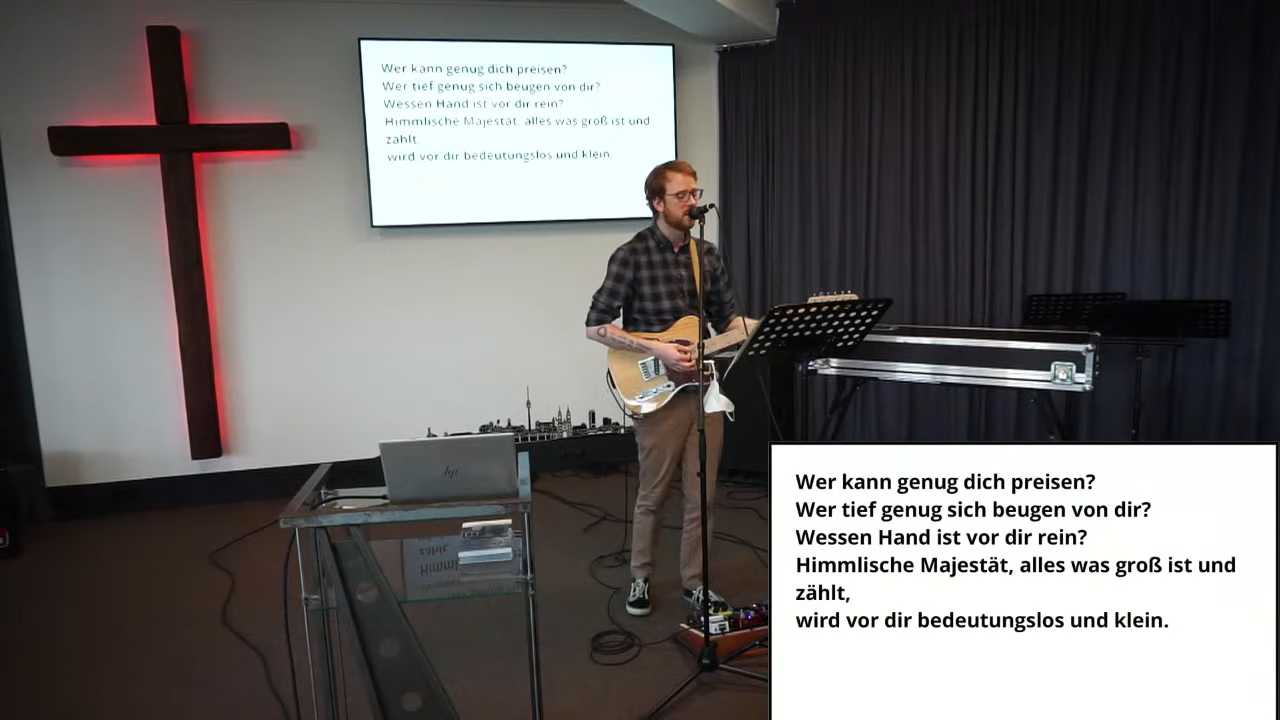 Wer kann genug dich preisen?
Wer tief genug sich beugen von dir?
Wessen Hand ist vor dir rein?
Himmlische Majestät, alles was groß ist und
zählt,
wird vor dir bedeutungslos und klein.
hp
zählt,
Himml
Wer kann genug dich preisen?
Wer tief genug sich beugen von dir?
Wessen Hand ist vor dir rein?
Himmlische Majestät, alles was groß ist und
zählt,
wird vor dir bedeutungslos und klein.